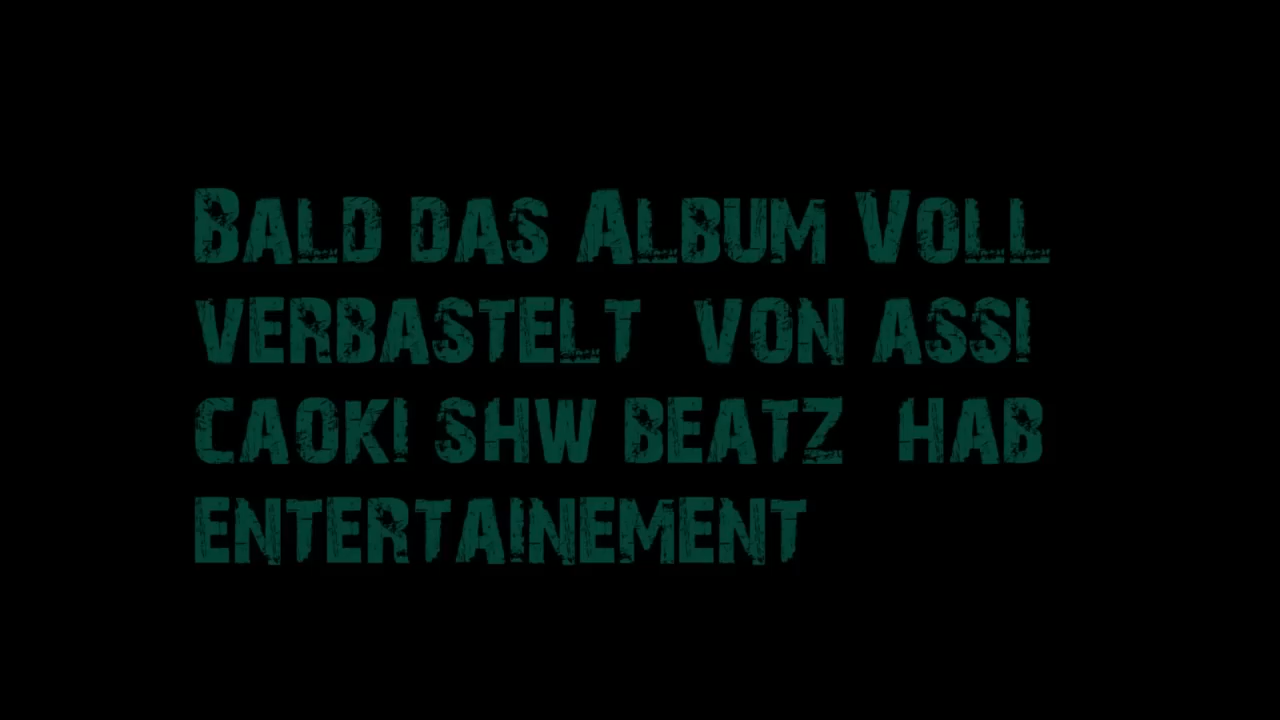 Bald das Album Voll
verbastelt von assi
caoki shw beatz hab
entertainement